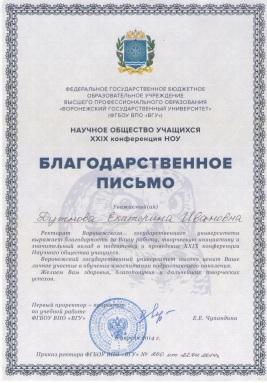 ФЕДЕРАЛЬНОЕ ГОСУДАРСТВЕННОЕ БЮДЖЕТНОЕ
ОБРАЗОВАТЕЛЬНОЕ УЧРЕЖДЕНИЕ
ВЫСШЕГО ПРОФЕССИОНАЛЬНОГО ОБРАЗОВАНИЯ
«ВОРОНЕЖСКИЙ ГОСУДАРСТВЕННЫЙ УНИВЕРСИТЕТ»
(ФГБОУ ВПО «ВГУ»)
НАУЧНОЕ ОБЩЕСТВО УЧАЩИХСЯ
XXIX конференция НОУ
БЛАГОДАРСТВЕННОЕ
ПИСЬМО
Уважаемый(ая)
Екатерина Ивановна
Ректорат Воронежского государственного университета
выражает благодарность за Вашу работу, творческую инициативу и
значительный вклад в подготовку и проведение XXIX конференции
Научного общества учащихся.
Воронежский государственный университет высоко ценит Ваше
личное участие в обучении и воспитании подрастающего поколения.
Желаем Вам здоровья, благополучия и дальнейших творческих
успехов.
Первый проректор – проректор
по учебной работе
ФГБОУ ВПО «ВГУ»
Е.Е. Чупандина
апреля 2014 г.
Приказ ректора ФГБОУ ВПО «ВГУ» №